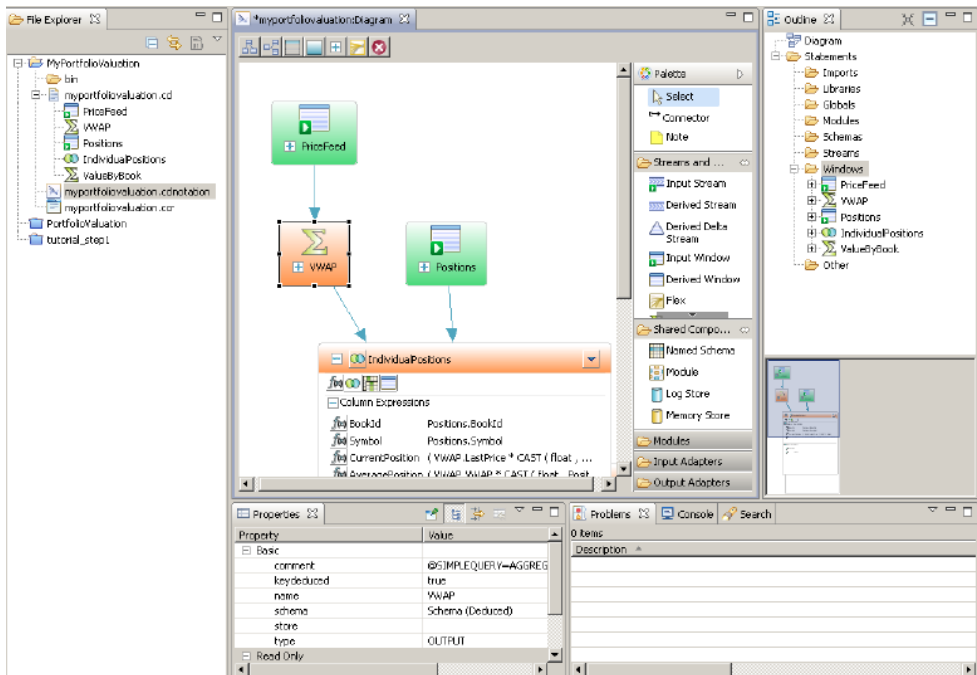 File Explorer
MyPortfolioValuation
bin
myportfoliovaluation.cd
PriceFeed
VWAP
Positions
IndividualPositions
ValueByBook
myportfoliovaluation.cdnotation
myportfoliovaluation.ccr
PortfolioValuation
tutorial_step1
*myportfoliovaluation:Diagram
PriceFeed
VWAP
Positions
IndividualPositions
Column Expressions
BookId Positions.BookId
Symbol Positions.Symbol
CurrentPosition ( VWAP.LastPrice * CAST ( float , ...
AveragePosition ( VWAP.VWAP * CAST ( float Posit
Palette
Select
Connector
Note
Streams and ...
Input Stream
Derived Stream
Derived Delta
Stream
Input Window
Derived Window
Flex
Shared Compo...
Named Schema
Module
Log Store
Memory Store
Modules
Input Adapters
Output Adapters
Outline
Diagram
Statements
Imports
Libraries
Globals
Modules
Schemas
Streams
Windows
PriceFeed
VWAP
Positions
IndividualPositions
ValueByBook
Other
Properties
Property Value
Basic
comment @SIMPLEQUERY=AGGREG
keydeduced true
name VWAP
schema Schema (Deduced)
store
type OUTPUT
Read Only
Problems
Console
Search
0 items
Description